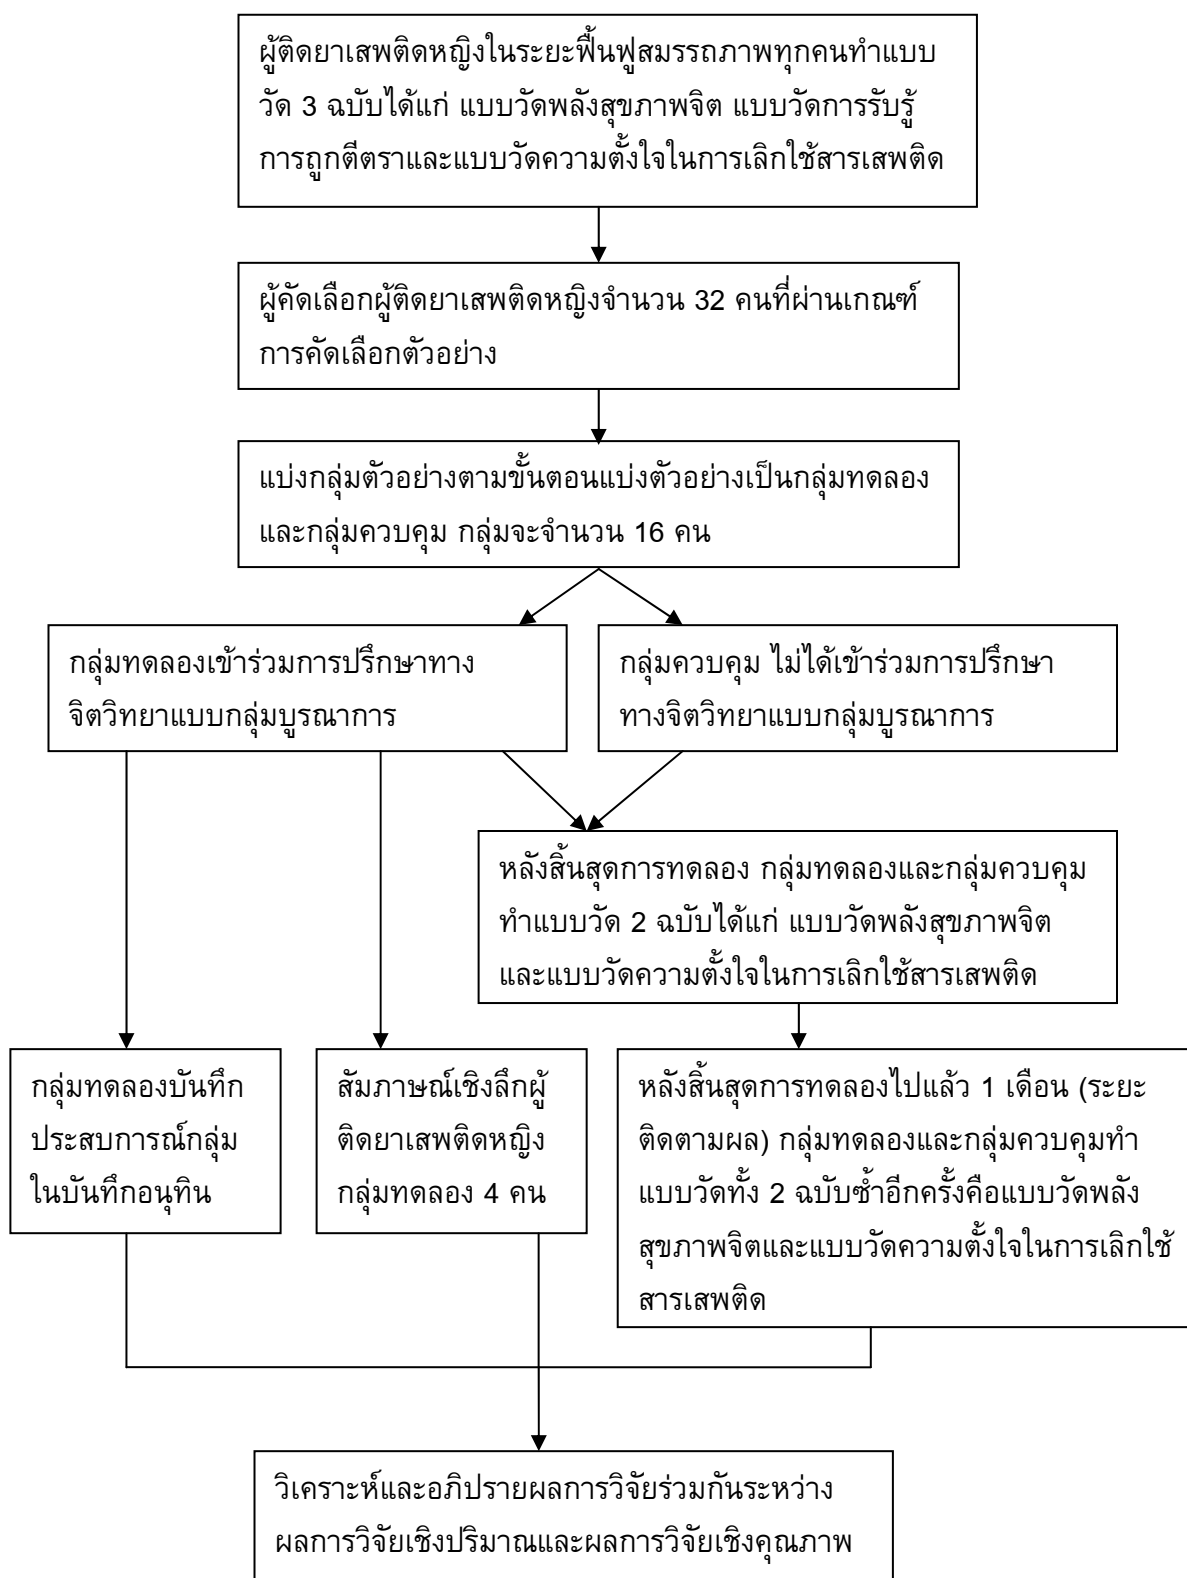 ผู้ติดยาเสพติดหญิงในระยะฟื้นฟูสมรรถภาพทุกคนทำแบบ
วัด 3 ฉบับได้แก่ แบบวัดพลังสุขภาพจิต แบบวัดการรับรู้
การถูกตีตราและแบบวัดความตั้งใจในการเลิกใช้สารเสพติด
ผู้คัดเลือกผู้ติดยาเสพติดหญิงจำนวน 32 คนที่ผ่านเกณฑ์
การคัดเลือกตัวอย่าง
แบ่งกลุ่มตัวอย่างตามขั้นตอนแบ่งตัวอย่างเป็นกลุ่มทดลอง
และกลุ่มควบคุม กลุ่มจะจำนวน 16 คน
กลุ่มทดลองเข้าร่วมการปรึกษาทาง
จิตวิทยาแบบกลุ่มบูรณาการ
กลุ่มควบคุม ไม่ได้เข้าร่วมการปรึกษา
ทางจิตวิทยาแบบกลุ่มบูรณาการ
หลังสิ้นสุดการทดลอง กลุ่มทดลองและกลุ่มควบคุม
ทำแบบวัด 2 ฉบับได้แก่ แบบวัดพลังสุขภาพจิต
และแบบวัดความตั้งใจในการเลิกใช้สารเสพติด
กลุ่มทดลองบันทึก
ประสบการณ์กลุ่ม
ในบันทึกอนุทิน
สัมภาษณ์เชิงลึกผู้
ติดยาเสพติดหญิง
กลุ่มทดลอง 4 คน
หลังสิ้นสุดการทดลองไปแล้ว 1 เดือน (ระยะ
ติดตามผล) กลุ่มทดลองและกลุ่มควบคุมทำ
แบบวัดทั้ง 2 ฉบับซ้ำอีกครั้งคือแบบวัดพลัง
สุขภาพจิตและแบบวัดความตั้งใจในการเลิกใช้
สารเสพติด
วิเคราะห์และอภิปรายผลการวิจัยร่วมกันระหว่าง
ผลการวิจัยเชิงปริมาณและผลการวิจัยเชิงคุณภาพ